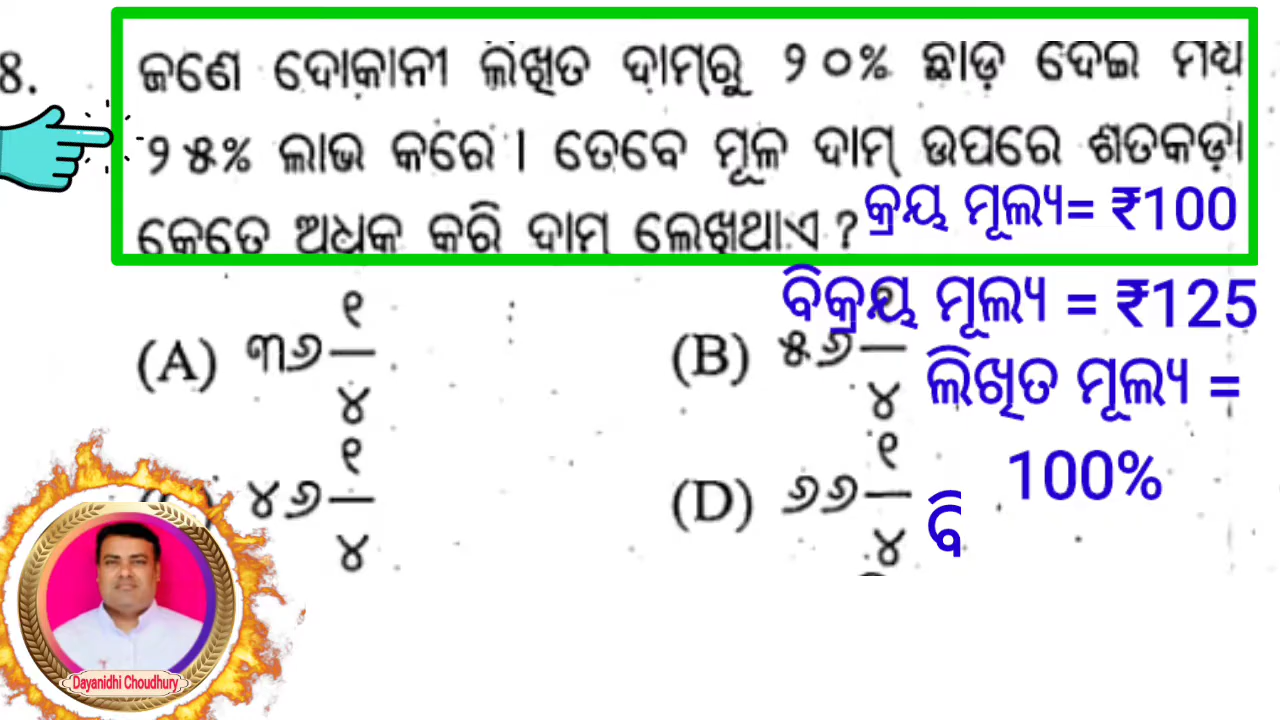 8.
ଜଣେ ଦୋକାନୀ ଲିଖିତ ଦାମ୍‌ରୁ ୨୦% ଛାଡ଼ ଦେଇ ମଧ୍ୟ
୨୫% ଲାଭ କରେ । ତେବେ ମୂଳ ଦାମ୍ ଉପରେ ଶତକଡ଼ା
କେତେ ଅଧିକ କରି ଦାମ୍ ଲେଖିଥାଏ ? କ୍ରୟ ମୂଲ୍ୟ= ₹100
ବିକ୍ରୟ ମୂଲ୍ୟ = ₹125
(A) ୩୬ ୧/୪ (B) ୫୬ ୧/୪
ଲିଖିତ ମୂଲ୍ୟ =
100%
୪୬ ୧/୪ (D) ୬୬ ୧/୪
ବି
Dayanidhi Choudhury